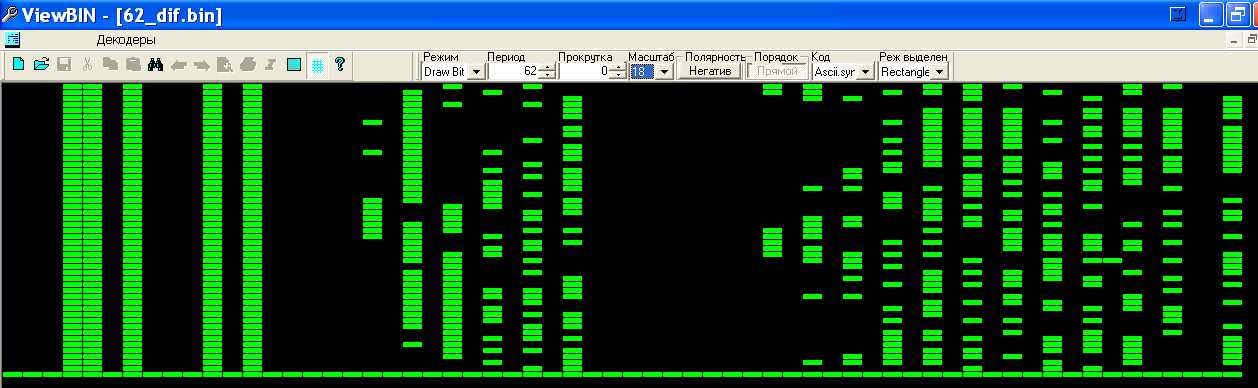 ViewBIN - [62_dif.bin]
Декодеры
Режим Период Прокрутка Масштаб Полярность Порядок Код Реж выделен
Draw Bit 62 0 18 Негатив Прямой Ascii.syr Rectangle